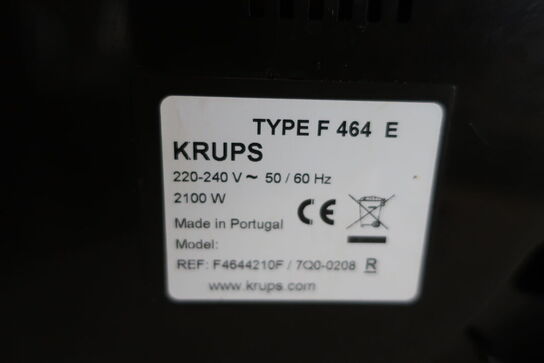 TYPE F 464 E
KRUPS
220-240 V ~ 50 / 60 Hz
2100 W
Made in Portugal
CE
Model:
REF: F4644210F / 7Q0-0208 R
www.krups.com